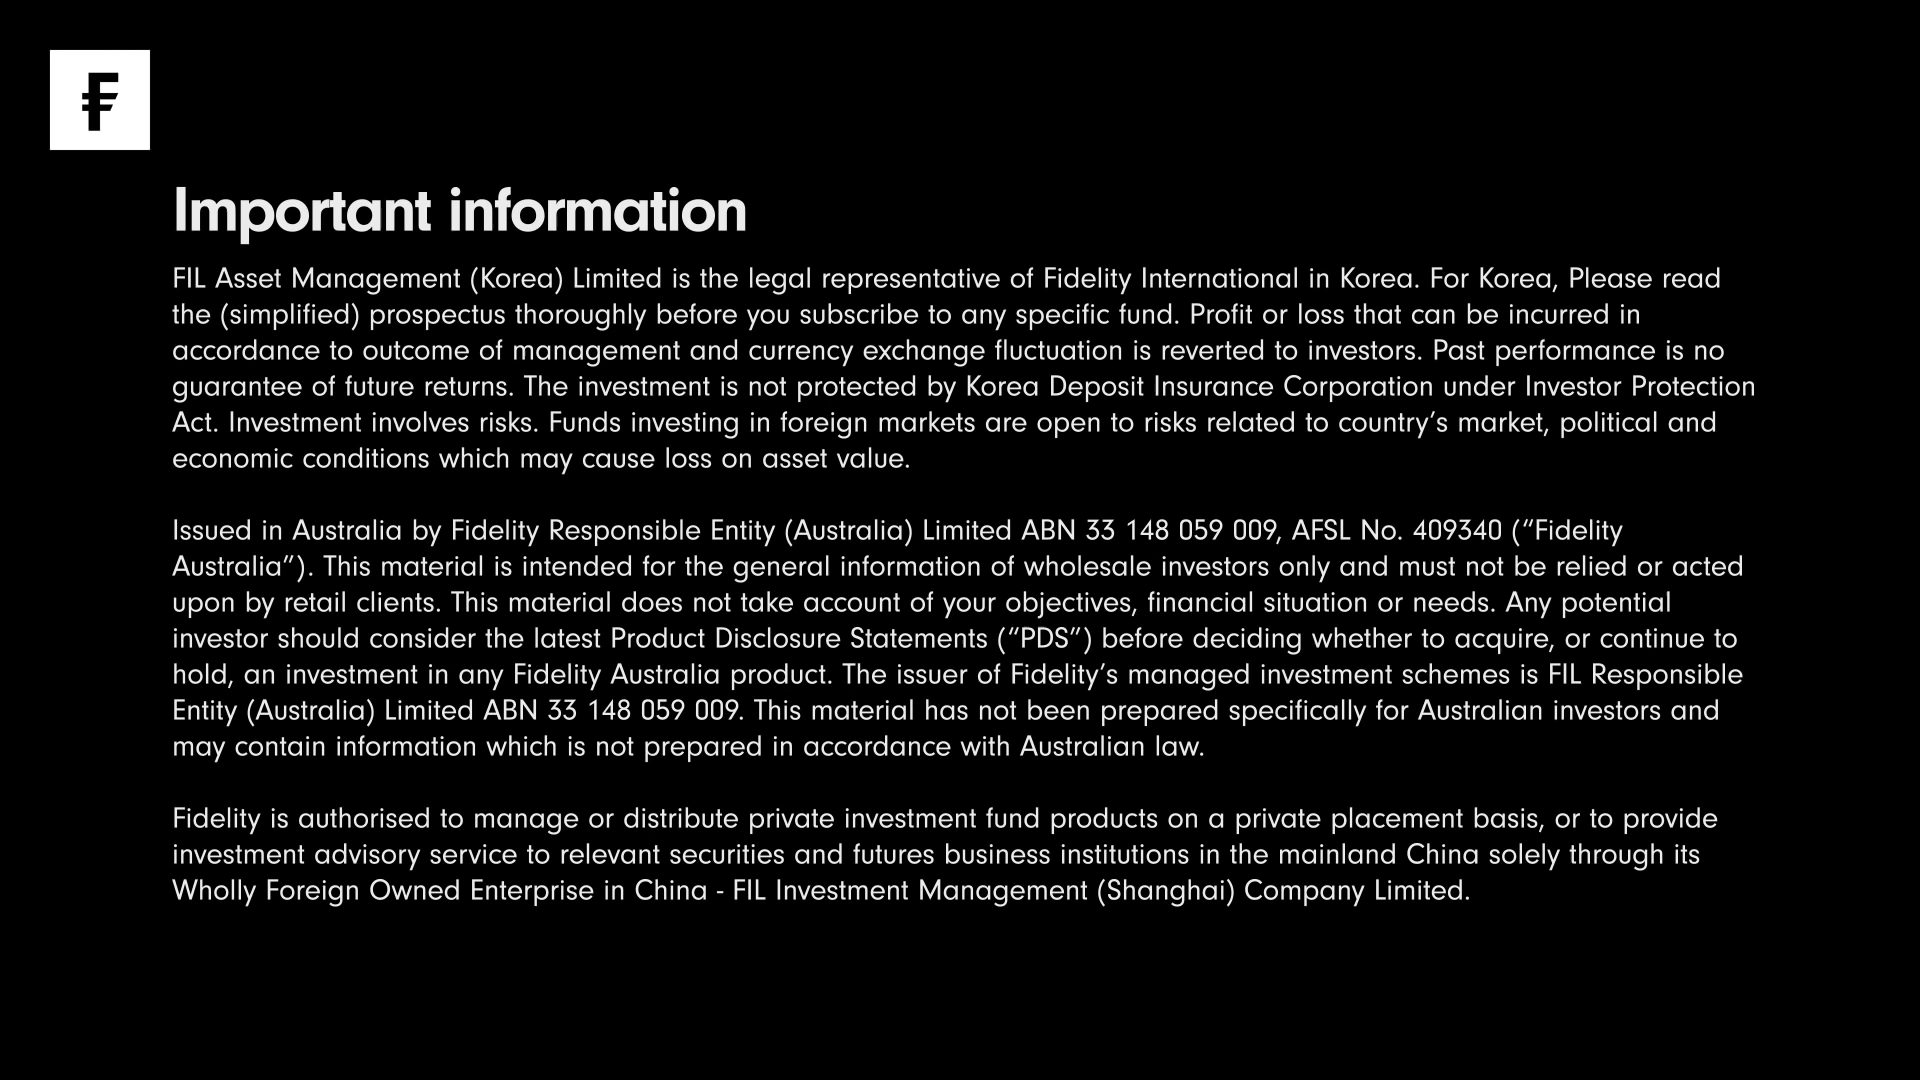 Important information
FIL Asset Management (Korea) Limited is the legal representative of Fidelity International in Korea. For Korea, Please read
the (simplified) prospectus thoroughly before you subscribe to any specific fund. Profit or loss that can be incurred in
accordance to outcome of management and currency exchange fluctuation is reverted to investors. Past performance is no
guarantee of future returns. The investment is not protected by Korea Deposit Insurance Corporation under Investor Protection
Act. Investment involves risks. Funds investing in foreign markets are open to risks related to country’s market, political and
economic conditions which may cause loss on asset value.
Issued in Australia by Fidelity Responsible Entity (Australia) Limited ABN 33 148 059 009, AFSL No. 409340 (“Fidelity
Australia”). This material is intended for the general information of wholesale investors only and must not be relied or acted
upon by retail clients. This material does not take account of your objectives, financial situation or needs. Any potential
investor should consider the latest Product Disclosure Statements (“PDS”) before deciding whether to acquire, or continue to
hold, an investment in any Fidelity Australia product. The issuer of Fidelity’s managed investment schemes is FIL Responsible
Entity (Australia) Limited ABN 33 148 059 009. This material has not been prepared specifically for Australian investors and
may contain information which is not prepared in accordance with Australian law.
Fidelity is authorised to manage or distribute private investment fund products on a private placement basis, or to provide
investment advisory service to relevant securities and futures business institutions in the mainland China solely through its
Wholly Foreign Owned Enterprise in China - FIL Investment Management (Shanghai) Company Limited.